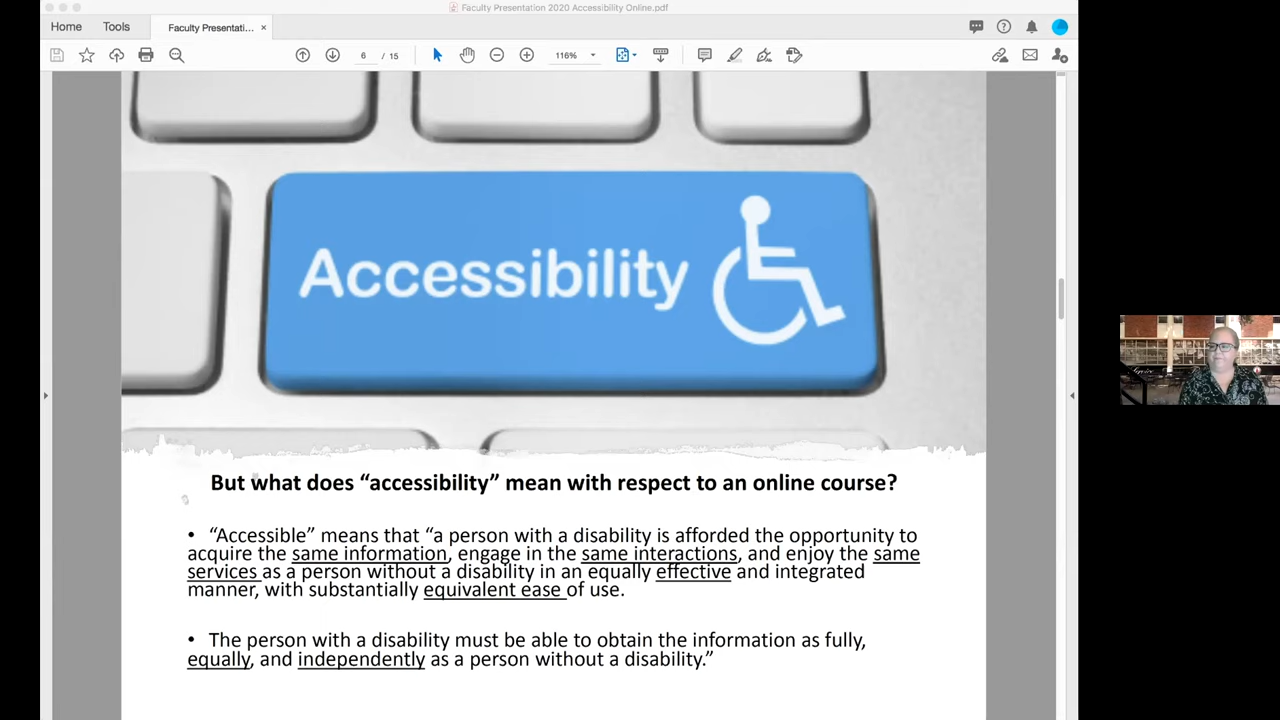 Faculty Presentation 2020 Accessibility Online.pdf
Home Tools Faculty Presentati... ×
6 / 15 116%
Accessibility
But what does “accessibility” mean with respect to an online course?
• “Accessible” means that “a person with a disability is afforded the opportunity to
acquire the same information, engage in the same interactions, and enjoy the same
services as a person without a disability in an equally effective and integrated
manner, with substantially equivalent ease of use.
• The person with a disability must be able to obtain the information as fully,
equally, and independently as a person without a disability.”